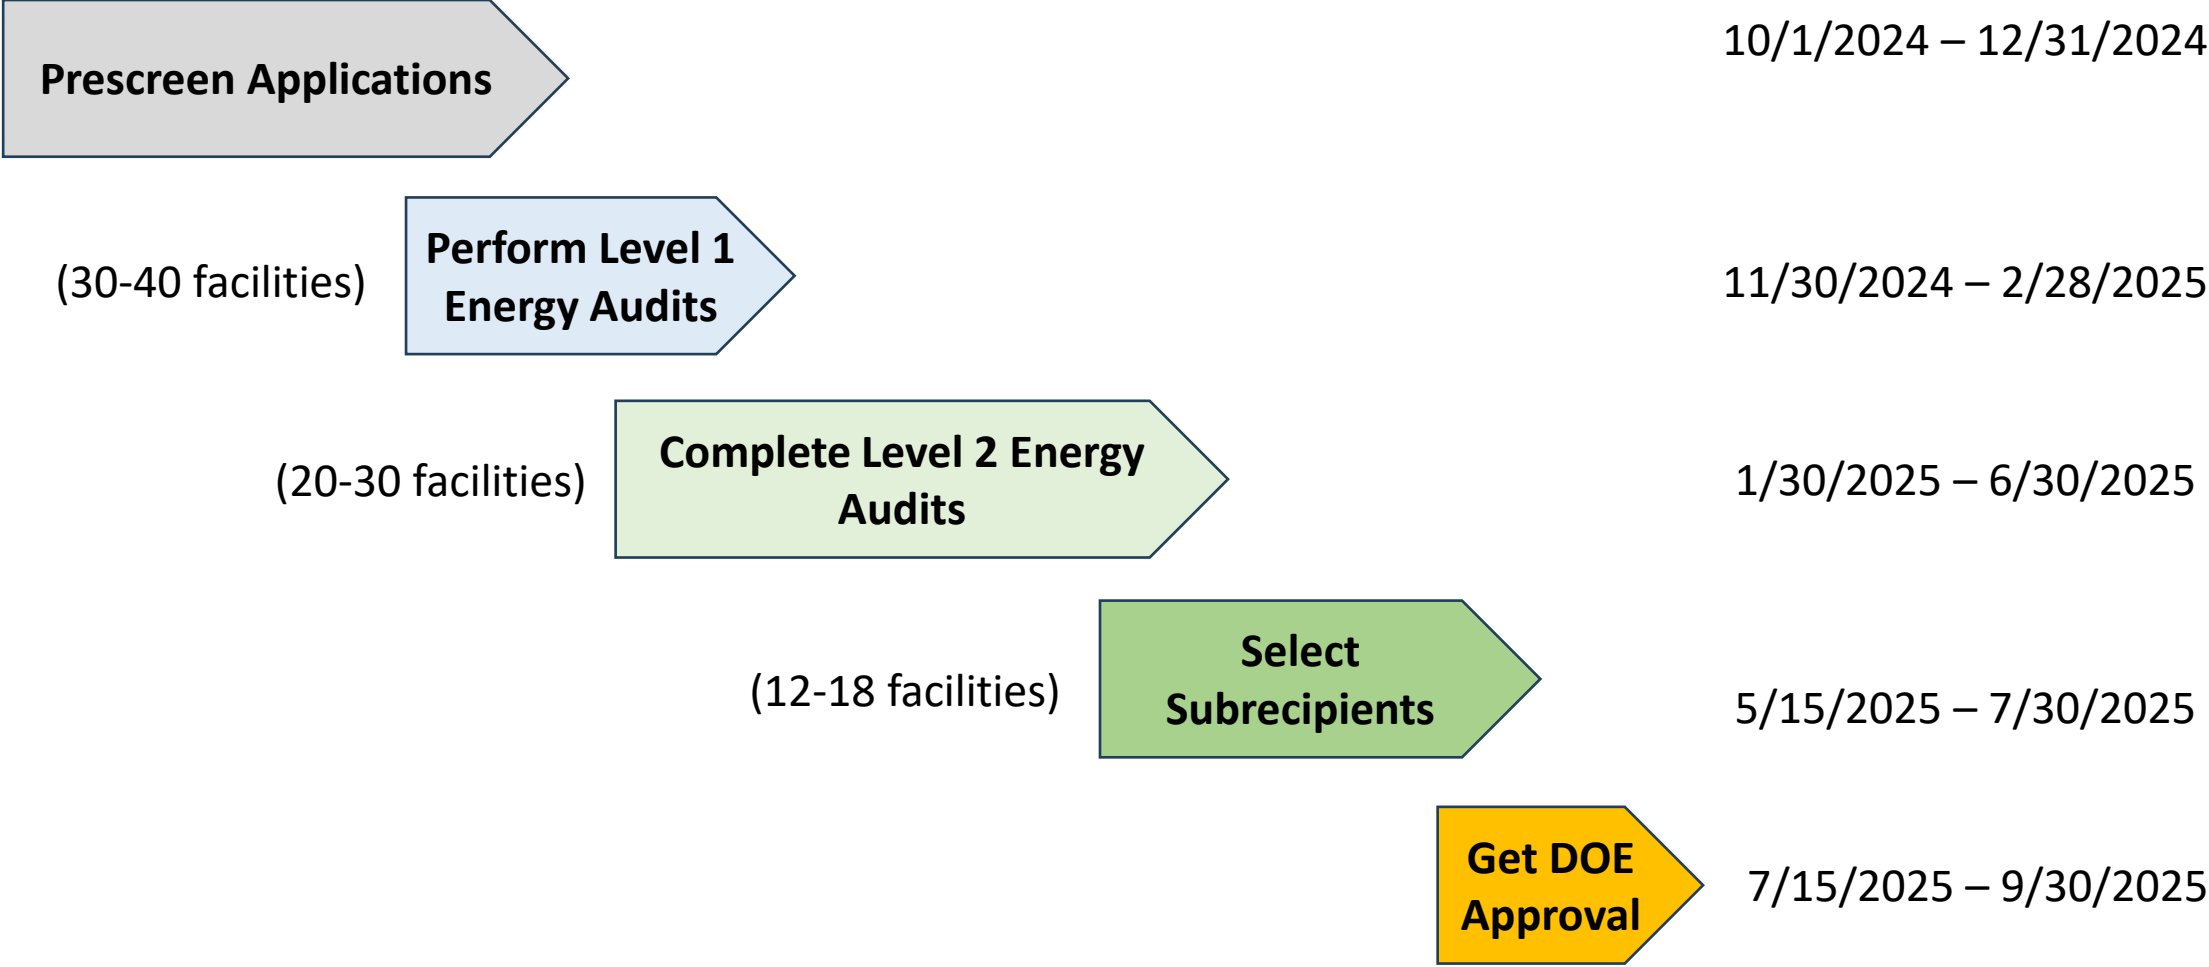 Prescreen Applications
10/1/2024 – 12/31/2024
(30-40 facilities)
Perform Level 1
Energy Audits
11/30/2024 – 2/28/2025
(20-30 facilities)
Complete Level 2 Energy
Audits
1/30/2025 – 6/30/2025
(12-18 facilities)
Select
Subrecipients
5/15/2025 – 7/30/2025
Get DOE
Approval
7/15/2025 – 9/30/2025